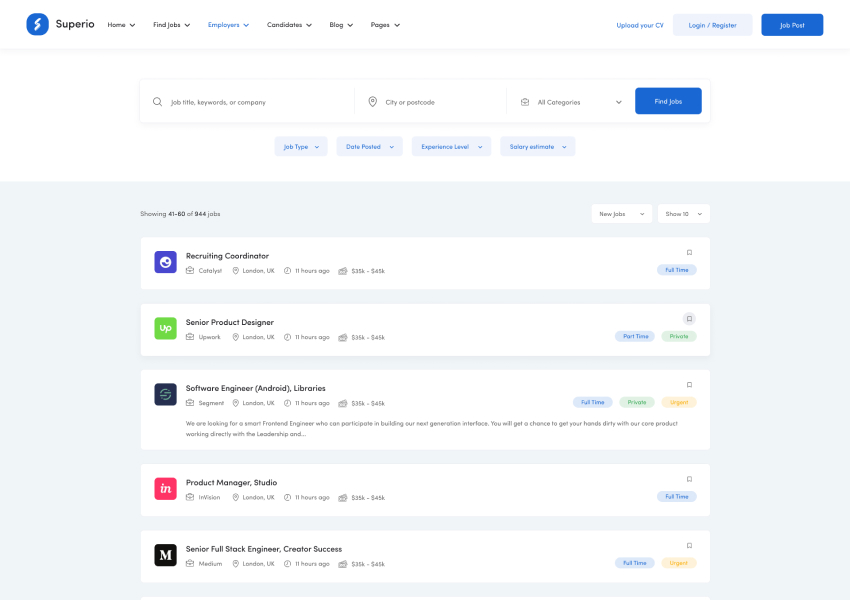 Superio Home Find Jobs Employers Candidates Blog Pages Upload your CV Login / Register Job Post
Job title, keywords, or company City or postcode All Categories Find Jobs
Job Type Date Posted Experience Level Salary estimate
Showing 41-60 of 944 jobs New Jobs Show 10
Recruiting Coordinator
Catalyst London, UK 11 hours ago $35k - $45k Full Time
Up Senior Product Designer
Upwork London, UK 11 hours ago $35k - $45k Part Time Private
Software Engineer (Android), Libraries
Segment London, UK 11 hours ago $35k - $45k Full Time Private Urgent
We are looking for a smart Frontend Engineer who can participate in building our next generation interface. You will get a chance to get your hands dirty with our core product
working directly with the Leadership and...
in Product Manager, Studio
InVision London, UK 11 hours ago $35k - $45k Full Time
M Senior Full Stack Engineer, Creator Success
Medium London, UK 11 hours ago $35k - $45k Full Time Urgent